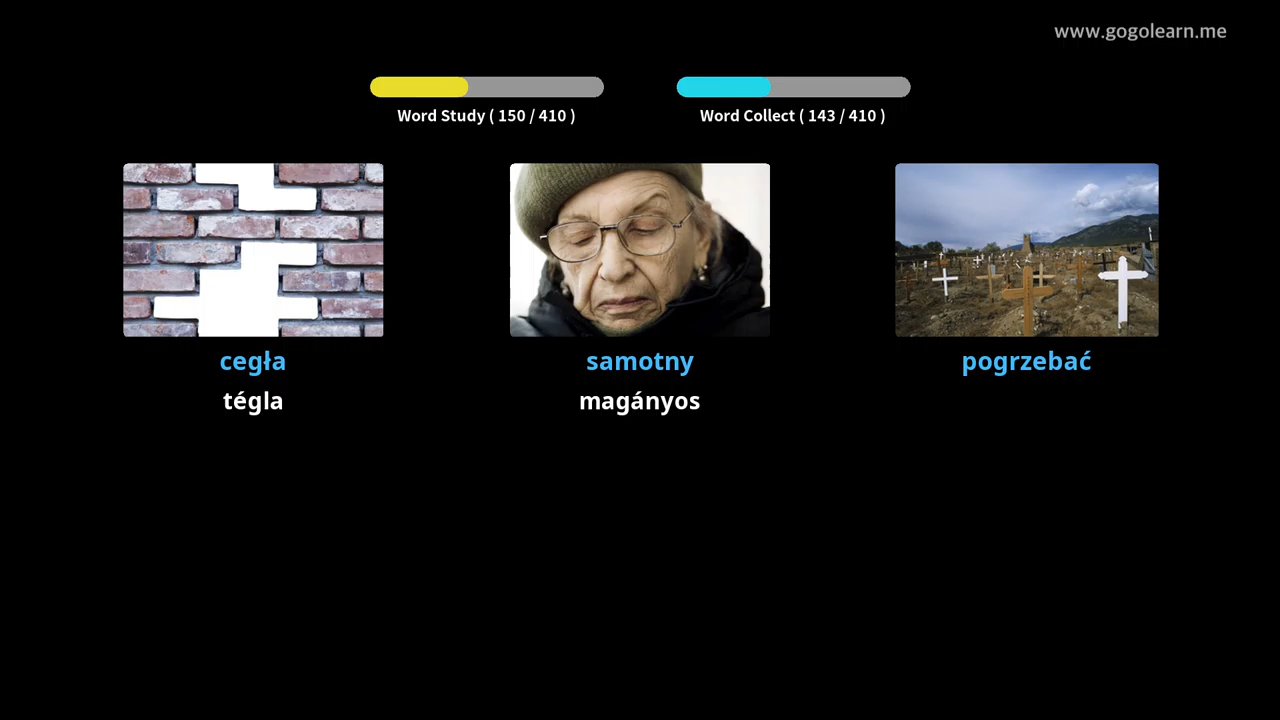 www.gogolearn.me
Word Study ( 150 / 410 )
Word Collect ( 143 / 410 )
cegła
samotny
pogrzebać
tégla
magányos